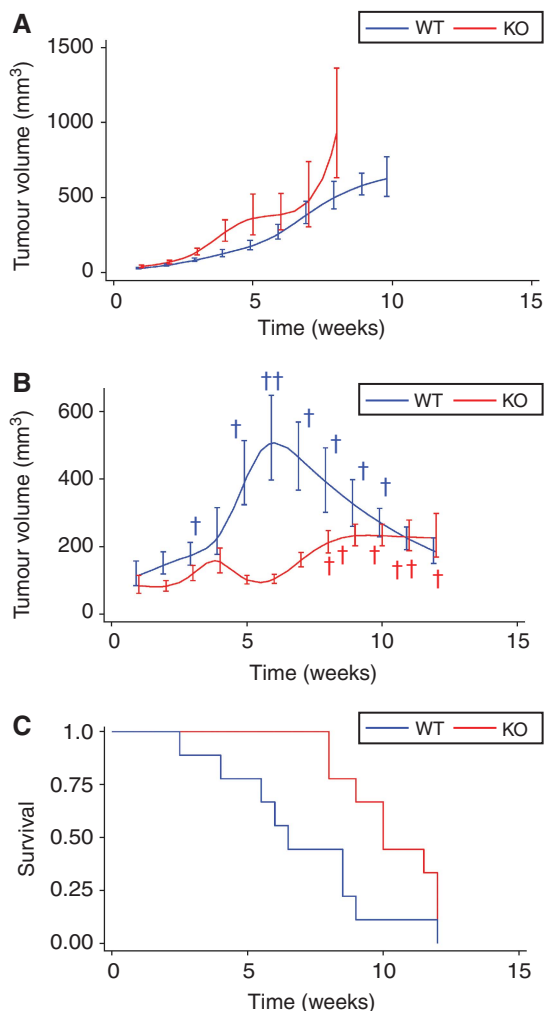 A
WT KO
Tumour volume (mm³)
1500
1000
500
0
0 5 10 15
Time (weeks)
B
WT KO
Tumour volume (mm³)
600
400
200
0
††
†
†
†
†
†
†
† † † †† †
0 5 10 15
Time (weeks)
C
WT KO
Survival
1.0
0.75
0.50
0.25
0.00
0 5 10 15
Time (weeks)